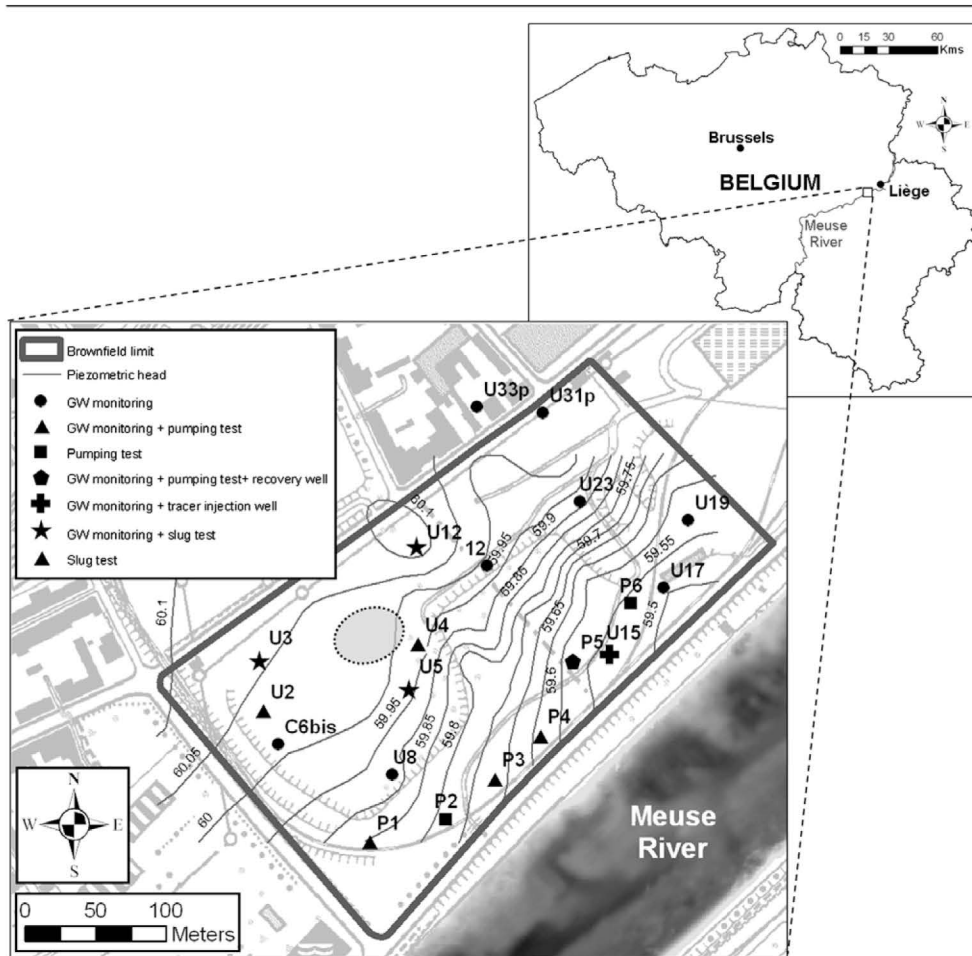 0 15 30 60
Kms
N
W E
S
Brussels
BELGIUM
Liège
Meuse
River
Brownfield limit
Piezometric head
GW monitoring
GW monitoring + pumping test
Pumping test
GW monitoring + pumping test+ recovery well
GW monitoring + tracer injection well
GW monitoring + slug test
Slug test
U33p
U31p
60.1
U12
12
59.95
59.9
U23
59.75
U19
59.85
59.7
59.55
U17
60.1
P6
59.5
U3
U4
59.65
P5
U15
U5
U2
59.95
59.6
C6bis
59.85
59.8
P4
60.05
U8
P3
60
P2
P1
N
W E
S
Meuse
River
0 50 100
Meters